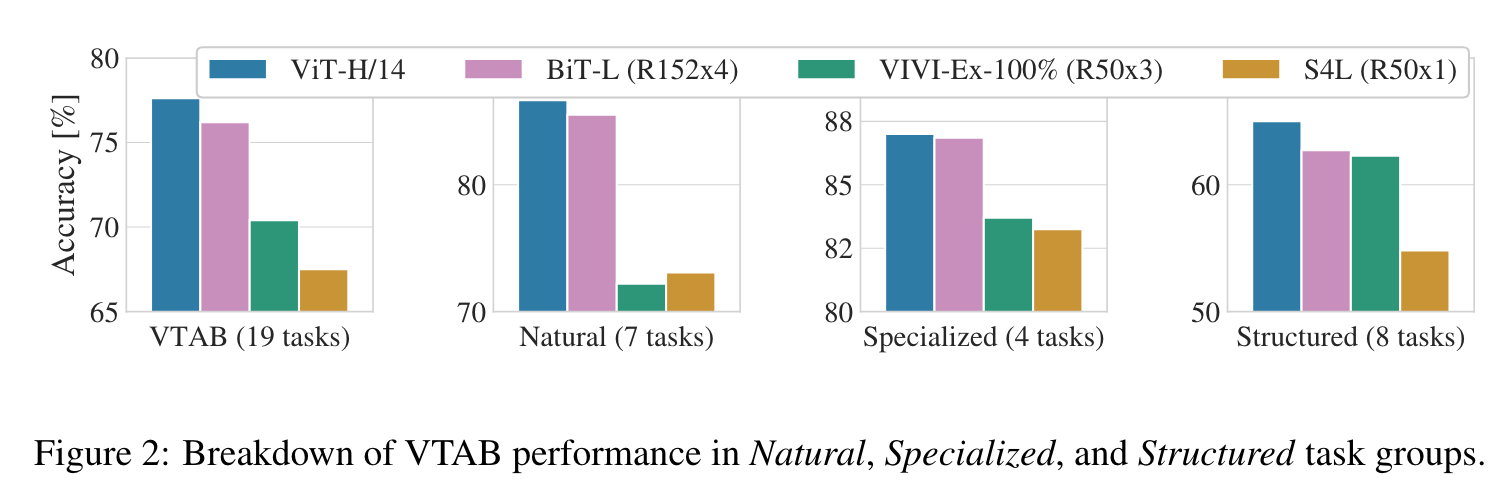 ViT-H/14 BiT-L (R152x4) VIVI-Ex-100% (R50x3) S4L (R50x1)
Accuracy [%]
80
75
70
65
VTAB (19 tasks)
80
70
Natural (7 tasks)
88
85
82
80
Specialized (4 tasks)
60
50
Structured (8 tasks)
Figure 2: Breakdown of VTAB performance in Natural, Specialized, and Structured task groups.